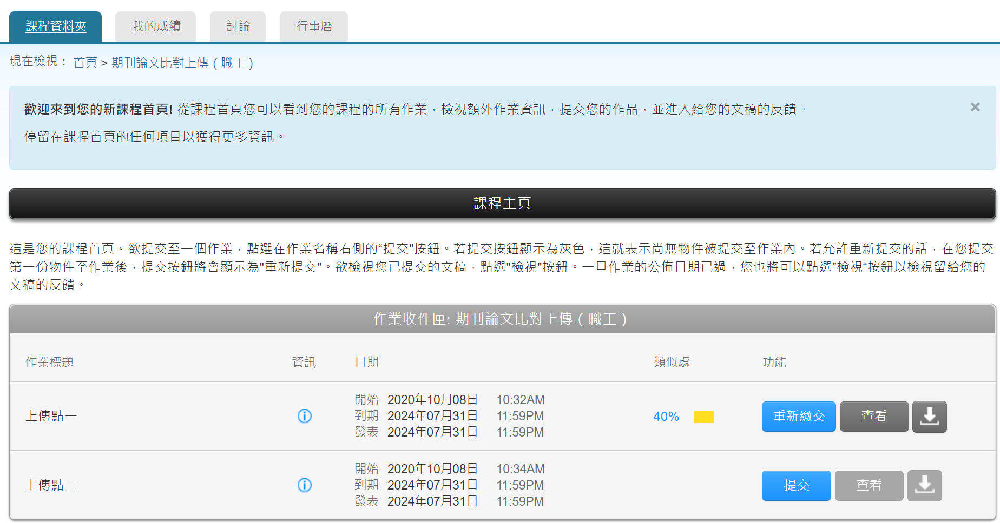 課程資料夾 我的成績 討論 行事曆
現在檢視： 首頁 > 期刊論文比對上傳（職工）
歡迎來到您的新課程首頁! 從課程首頁您可以看到您的課程的所有作業，檢視額外作業資訊，提交您的作品，並進入給您的文稿的反饋。
停留在課程首頁的任何項目以獲得更多資訊。
課程主頁
這是您的課程首頁。欲提交至一個作業，點選在作業名稱右側的“提交"按鈕。若提交按鈕顯示為灰色，這就表示尚無物件被提交至作業內。若允許重新提交的話，在您提交
第一份物件至作業後，提交按鈕將會顯示為"重新提交"。欲檢視您已提交的文稿，點選"檢視"按鈕。一旦作業的公佈日期已過，您也將可以點選”檢視“按鈕以檢視留給您的
文稿的反饋。
作業收件匣: 期刊論文比對上傳（職工）
作業標題 資訊 日期 類似處 功能
開始 2020年10月08日 10:32AM
上傳點一 到期 2024年07月31日 11:59PM 40% 重新繳交 查看
發表 2024年07月31日 11:59PM
開始 2020年10月08日 10:34AM
上傳點二 到期 2024年07月31日 11:59PM 提交 查看
發表 2024年07月31日 11:59PM